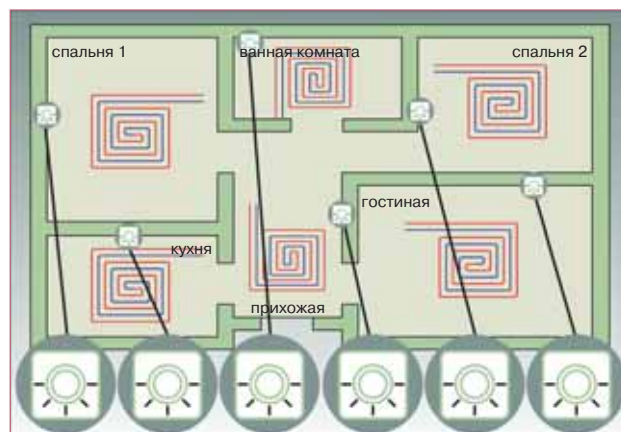 спальня 1
ванная комната
спальня 2
гостиная
кухня
прихожая